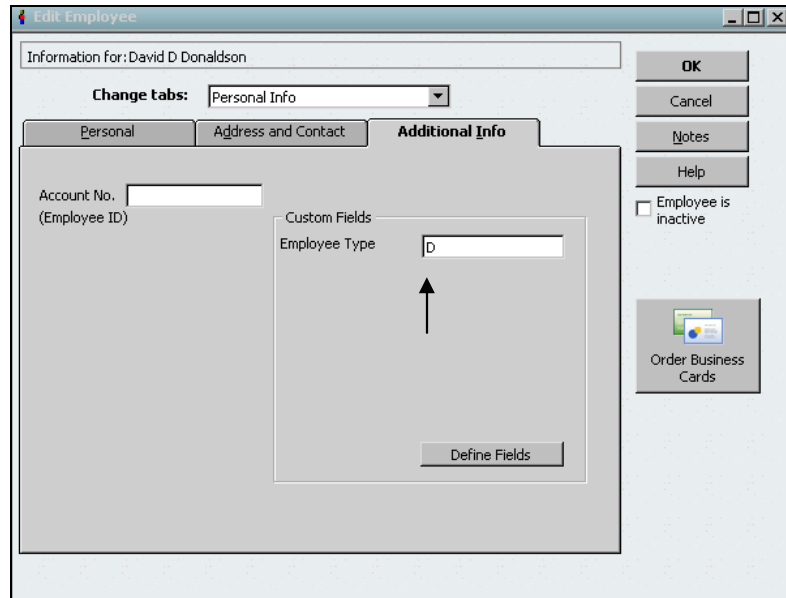 Edit Employee
Information for: David D Donaldson
Change tabs: Personal Info
Personal
Address and Contact
Additional Info
Account No.
(Employee ID)
Custom Fields
Employee Type D
Define Fields
OK
Cancel
Notes
Help
Employee is
inactive
Order Business
Cards